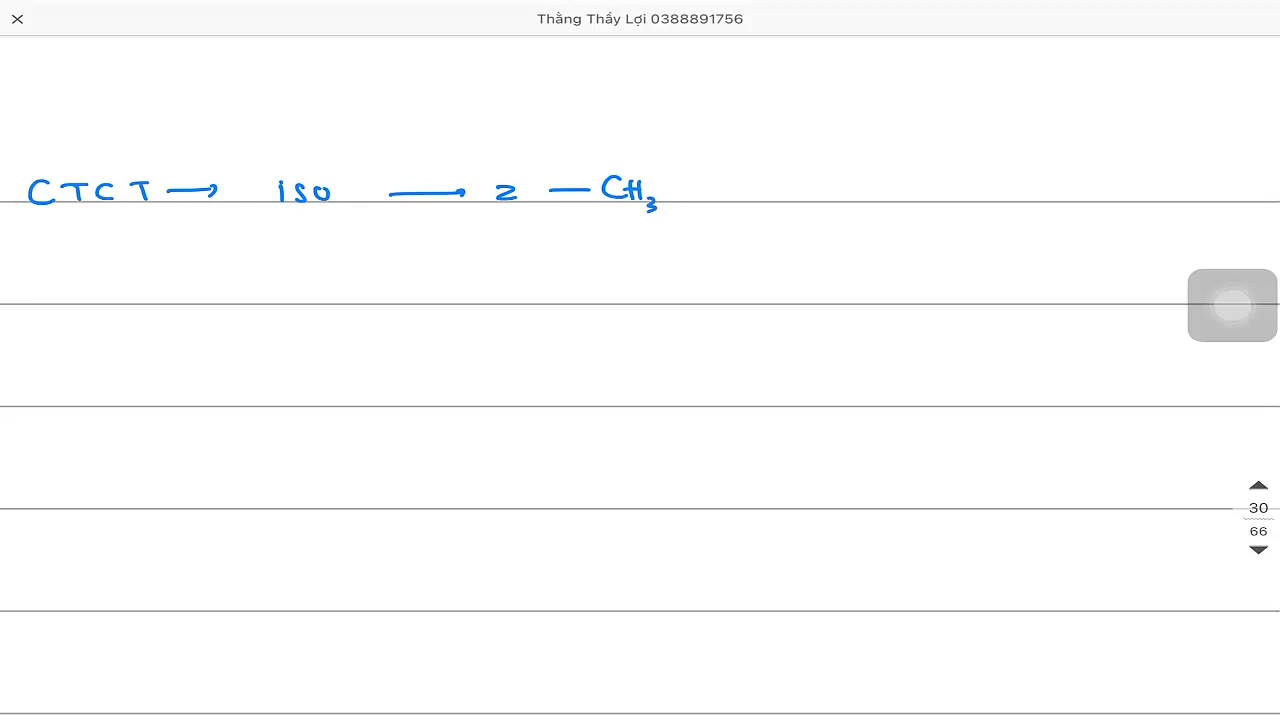 Thằng Thầy Lợi 0388891756
CTCT → iso → 2 -CH₃
30
66